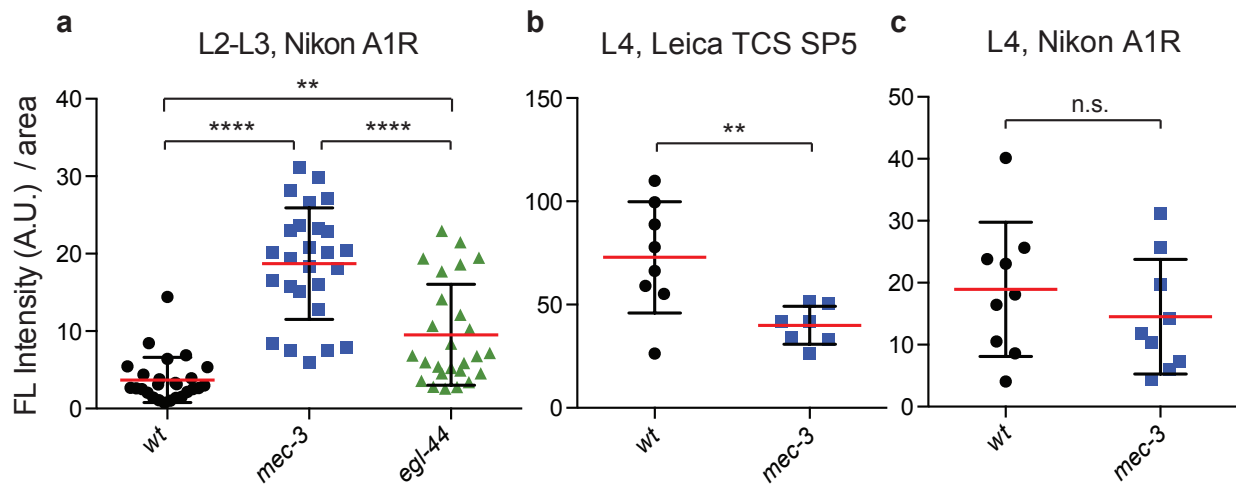 a
L2-L3, Nikon A1R
FL Intensity (A.U.) / area
40
30
20
10
0
**
****
****
wt
mec-3
egl-44
b
L4, Leica TCS SP5
150
100
50
0
**
wt
mec-3
c
L4, Nikon A1R
50
40
30
20
10
0
n.s.
wt
mec-3